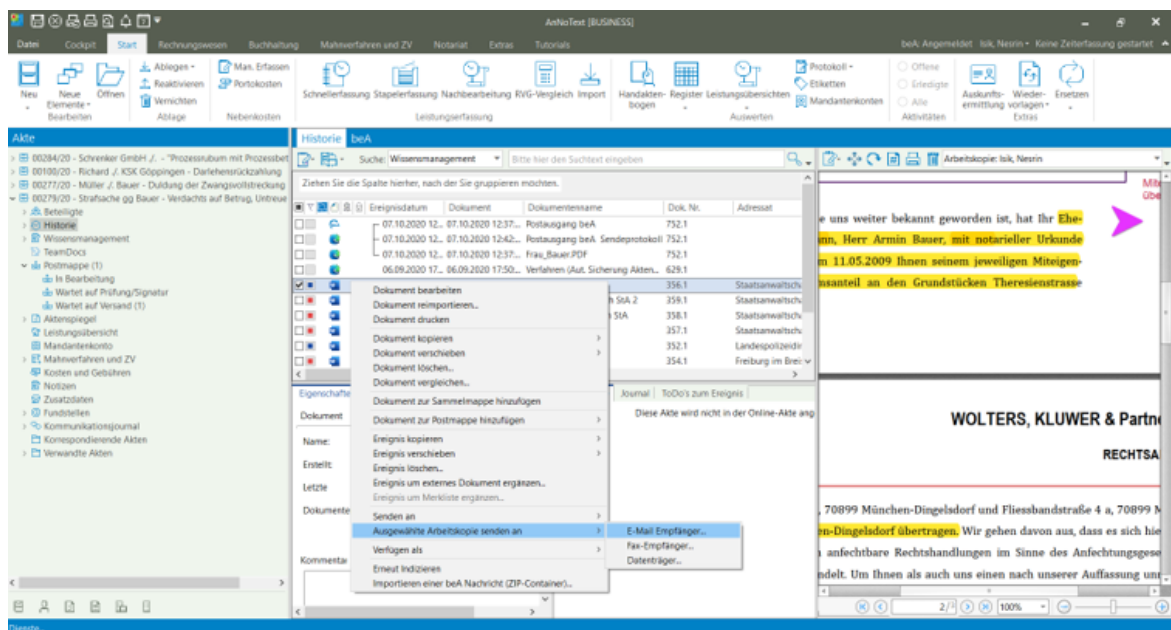 AnNoText [BUSINESS]
Datei Cockpit Start Rechnungswesen Buchhaltung Mahnverfahren und ZV Notariat Extras Tutorials
beA: Angemeldet Isik, Nesrin Keine Zeiterfassung gestartet
Neu
Neue Elemente
Öffnen
Bearbeiten
Ablegen
Reaktivieren
Vernichten
Ablage
Man. Erfassen
Portokosten
Nebenkosten
Schnellerfassung Stapelerfassung Nachbearbeitung RVG-Vergleich Import
Leistungserfassung
Handakten-
bogen
Register Leistungsübersichten
Protokoll
Etiketten
Mandantenkonten
Auswerten
Offene
Erledigte
Alle
Aktivitäten
Auskunfts-
ermittlung
Wieder-
vorlagen
Ersetzen
Extras
Akte
00284/20 - Schrenker GmbH ./. - "Prozessrubum mit Prozessbet
00100/20 - Richard ./. KSK Göppingen - Darlehensrückzahlung
00277/20 - Müller ./. Bauer - Duldung der Zwangsvollstreckung
00279/20 - Strafsache gg Bauer - Verdachts auf Betrug, Untreue
Beteiligte
Historie
Wissensmanagement
TeamDocs
Postmappe (1)
In Bearbeitung
Wartet auf Prüfung/Signatur
Wartet auf Versand (1)
Aktenspiegel
Leistungsübersicht
Mandantenkonto
Mahnverfahren und ZV
Kosten und Gebühren
Notizen
Zusatzdaten
Fundstellen
Kommunikationsjournal
Korrespondierende Akten
Verwandte Akten
Historie beA
Suche: Wissensmanagement Bitte hier den Suchtext eingeben
Ziehen Sie die Spalte hierher, nach der Sie gruppieren möchten.
Ereignisdatum Dokument Dokumentenname Dok. Nr. Adressat
07.10.2020 12... 07.10.2020 12:37:... Postausgang beA 752.1
07.10.2020 12... 07.10.2020 12:42:... Postausgang beA Sendeprotokoll 752.1
07.10.2020 12... 07.10.2020 12:37:... Frau_Bauer.PDF 752.1
06.09.2020 17... 06.09.2020 17:50... Verfahren (Aut. Sicherung Akten... 629.1
356.1 Staatsanwaltsch
h StA 2 359.1 Staatsanwaltsch
StA 358.1 Staatsanwaltsch
357.1 Staatsanwaltsch
352.1 Landespolizeidir
354.1 Freiburg im Brei
Dokument bearbeiten
Dokument reimportieren...
Dokument drucken
Dokument kopieren
Dokument verschieben
Dokument löschen...
Dokument vergleichen...
Dokument zur Sammelmappe hinzufügen
Dokument zur Postmappe hinzufügen
Ereignis kopieren
Ereignis verschieben
Ereignis löschen...
Ereignis um externes Dokument ergänzen...
Ereignis um Merkliste ergänzen...
Senden an
Ausgewählte Arbeitskopie senden an
Verfügen als
Erneut Indizieren
Importieren einer beA Nachricht (ZIP-Container)...
E-Mail Empfänger...
Fax-Empfänger...
Datenträger...
Eigenschafte
Journal ToDo's zum Ereignis
Dokument
Diese Akte wird nicht in der Online-Akte ang
Name:
Erstellt:
Letzte
Dokumente
Kommentar
Arbeitskopie: Isik, Nesrin
Mite
übe
e uns weiter bekannt geworden ist, hat Ihr Ehe-
nn, Herr Armin Bauer, mit notarieller Urkunde
m 11.05.2009 Ihnen seinem jeweiligen Miteigen-
msanteil an den Grundstücken Theresienstrasse
WOLTERS, KLUWER & Partne
RECHTSA
, 70899 München-Dingelsdorf und Fliessbandstraße 4 a, 70899 M
en-Dingelsdorf übertragen. Wir gehen davon aus, dass es sich hie
anfechtbare Rechtshandlungen im Sinne des Anfechtungsgese
ndelt. Um Ihnen als auch uns einen nach unserer Auffassung unn
2/ 100%
Dienste